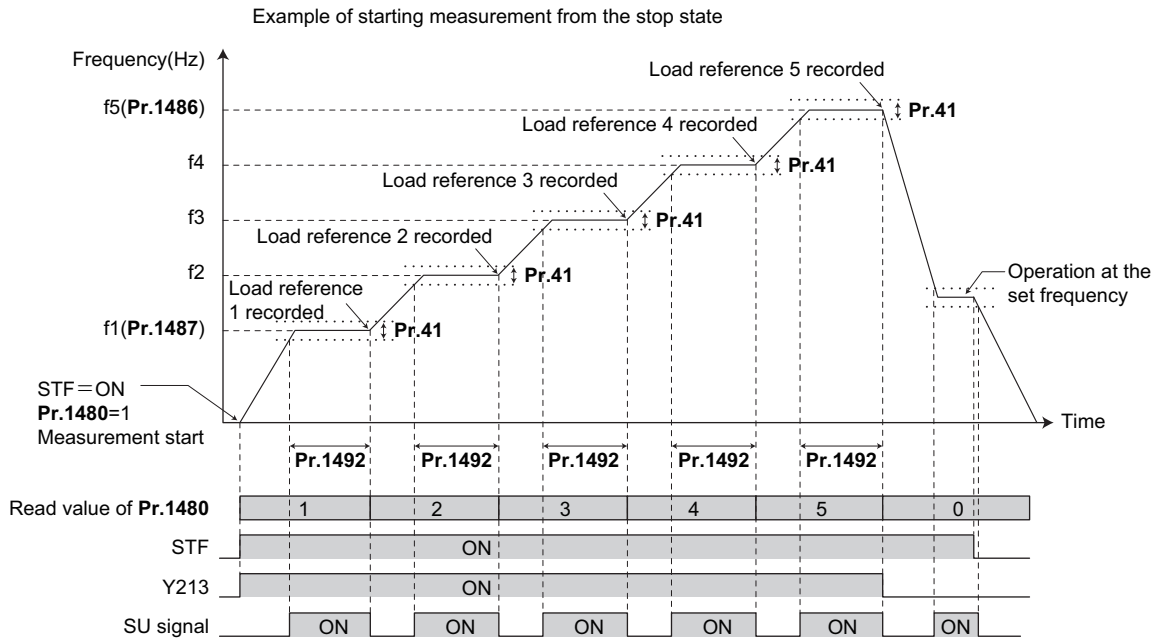 Example of starting measurement from the stop state
Frequency(Hz)
Load reference 5 recorded
f5(Pr.1486)
Pr.41
Load reference 4 recorded
f4
Pr.41
Load reference 3 recorded
f3
Pr.41
Load reference 2 recorded
f2
Pr.41
Operation at the
set frequency
Load reference
1 recorded
f1(Pr.1487)
Pr.41
STF＝ON
Pr.1480=1
Measurement start
Time
Pr.1492 Pr.1492 Pr.1492 Pr.1492 Pr.1492
Read value of Pr.1480 1 2 3 4 5 0
STF ON
Y213 ON
SU signal ON ON ON ON ON ON